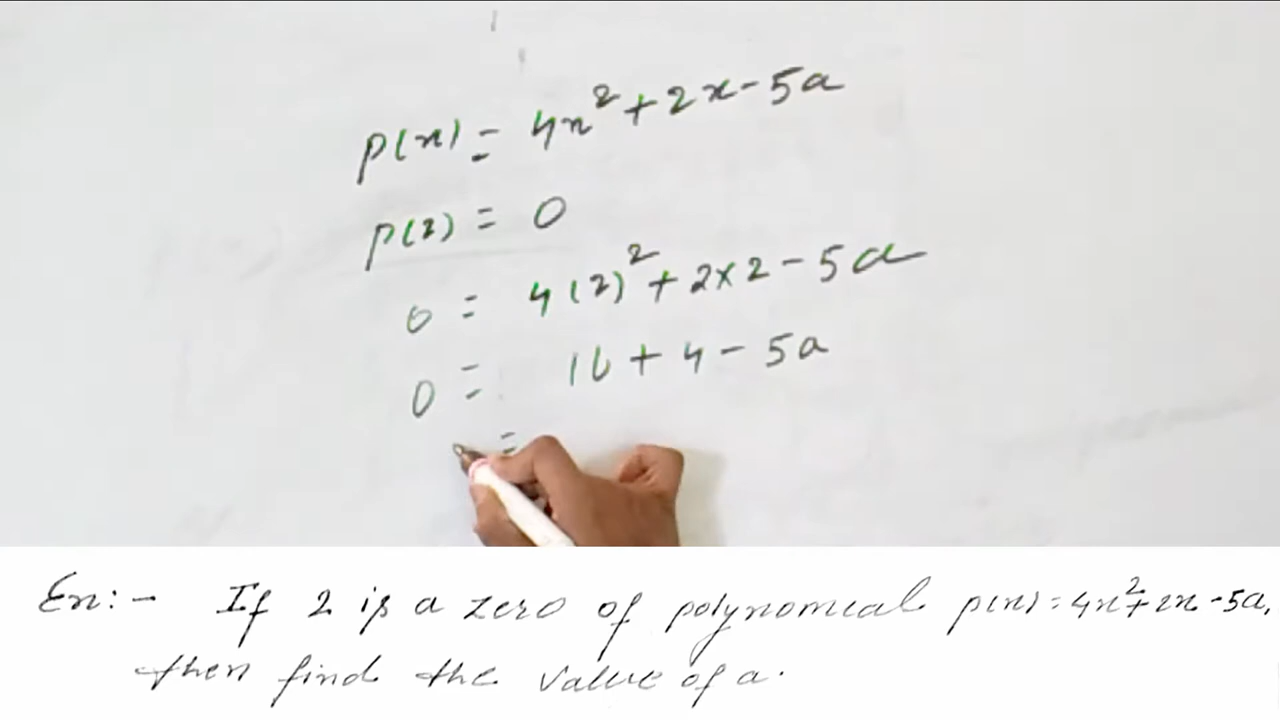 p(x) = 4x² + 2x - 5a
p(2) = 0
0 = 4(2)² + 2×2 - 5a
0 = 16 + 4 - 5a
=
Ex:- If 2 is a zero of polynomial p(x) = 4x²+2x-5a,
then find the value of a.